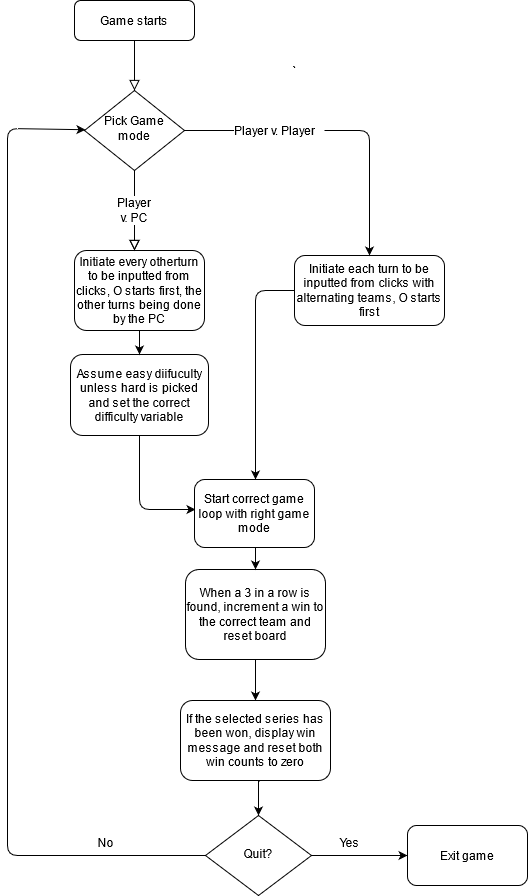 Game starts
Pick Game
mode
Player v. Player
Player
v. PC
Initiate every otherturn
to be inputted from
clicks, O starts first, the
other turns being done
by the PC
Initiate each turn to be
inputted from clicks with
alternating teams, O starts
first
Assume easy diifuculty
unless hard is picked
and set the correct
difficulty variable
Start correct game
loop with right game
mode
When a 3 in a row is
found, increment a win to
the correct team and
reset board
If the selected series has
been won, display win
message and reset both
win counts to zero
No
Quit?
Yes
Exit game